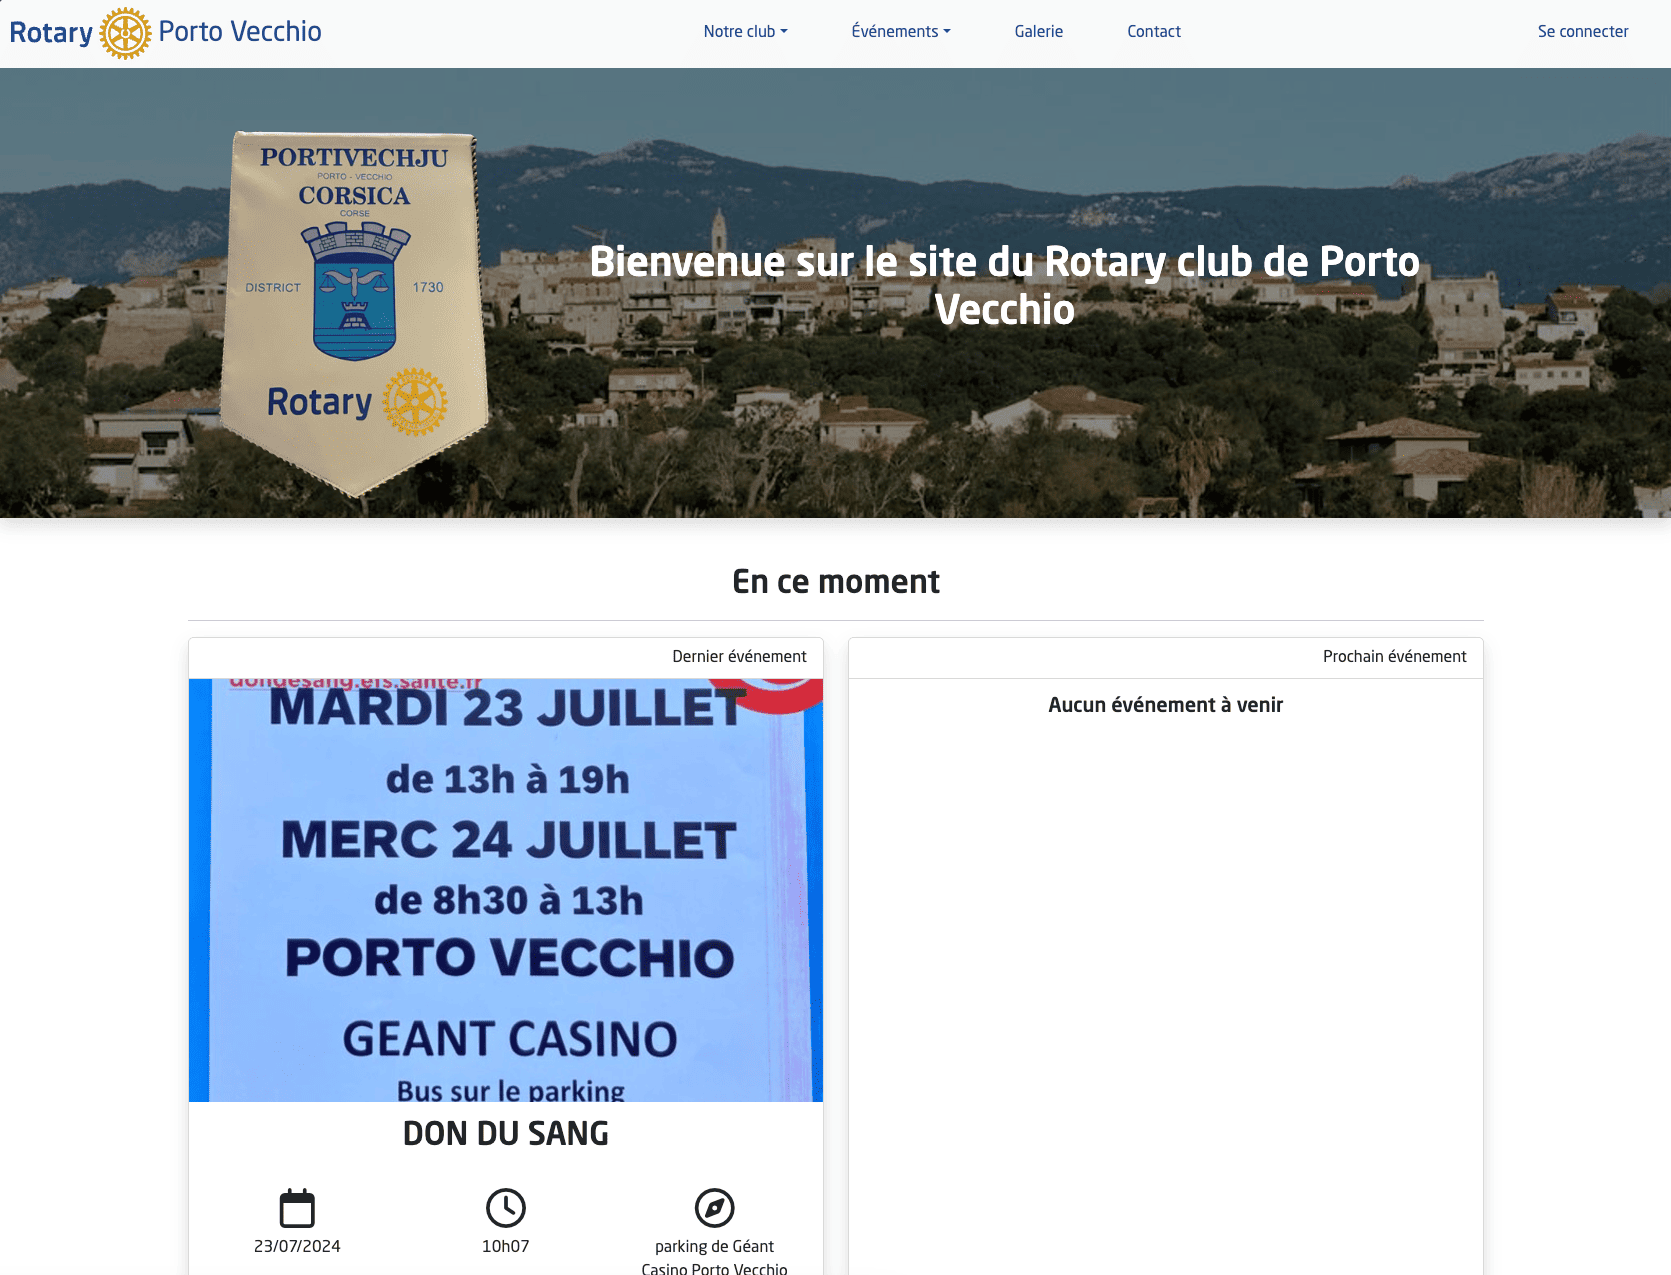 Rotary Porto Vecchio
Notre club
Événements
Galerie
Contact
Se connecter
PORTIVECHJU
PORTO - VECCHIO
CORSICA
CORSE
DISTRICT 1730
Rotary
Bienvenue sur le site du Rotary club de Porto
Vecchio
En ce moment
Dernier événement
dondesang.efs.sante.fr
MARDI 23 JUILLET
de 13h à 19h
MERC 24 JUILLET
de 8h30 à 13h
PORTO VECCHIO
GEANT CASINO
Bus sur le parking
DON DU SANG
23/07/2024
10h07
parking de Géant
Casino Porto Vecchio
Prochain événement
Aucun événement à venir